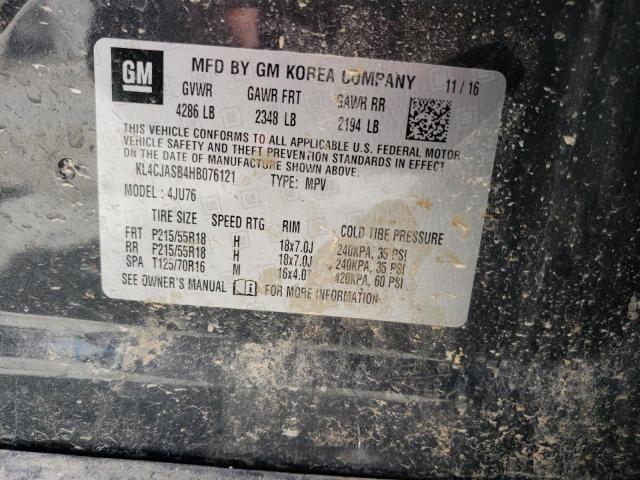 GM
MFD BY GM KOREA COMPANY 11/16
GVWR GAWR FRT GAWR RR
4286 LB 2348 LB 2194 LB
THIS VEHICLE CONFORMS TO ALL APPLICABLE U.S. FEDERAL MOTOR
VEHICLE SAFETY AND THEFT PREVENTION STANDARDS IN EFFECT
ON THE DATE OF MANUFACTURE SHOWN ABOVE.
KL4CJASB4HB076121 TYPE: MPV
MODEL: 4JU76
TIRE SIZE SPEED RTG RIM COLD TIRE PRESSURE
FRT P215/55R18 H 18x7.0J 240KPA, 35 PSI
RR P215/55R18 H 18x7.0J 240KPA, 35 PSI
SPA T125/70R16 M 16x4.0T 420KPA, 60 PSI
SEE OWNER'S MANUAL FOR MORE INFORMATION